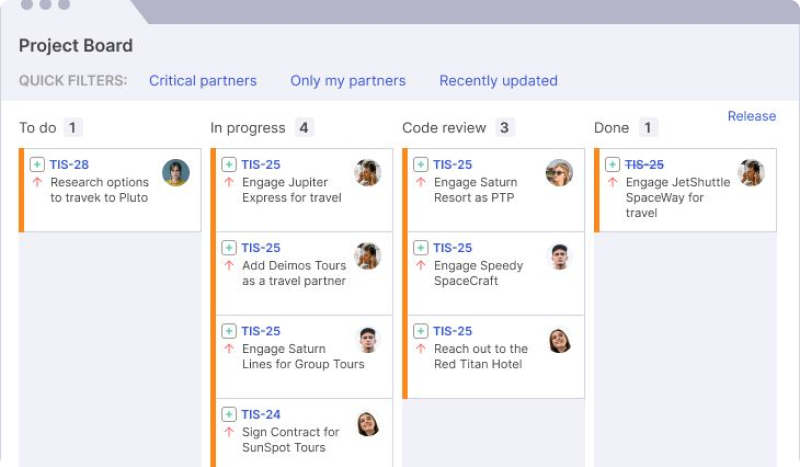 Project Board
QUICK FILTERS: Critical partners Only my partners Recently updated
Release
To do 1
TIS-28
Research options
to travek to Pluto
In progress 4
TIS-25
Engage Jupiter
Express for travel
TIS-25
Add Deimos Tours
as a travel partner
TIS-25
Engage Saturn
Lines for Group Tours
TIS-24
Sign Contract for
SunSpot Tours
Code review 3
TIS-25
Engage Saturn
Resort as PTP
TIS-25
Engage Speedy
SpaceCraft
TIS-25
Reach out to the
Red Titan Hotel
Done 1
TIS-25
Engage JetShuttle
SpaceWay for
travel